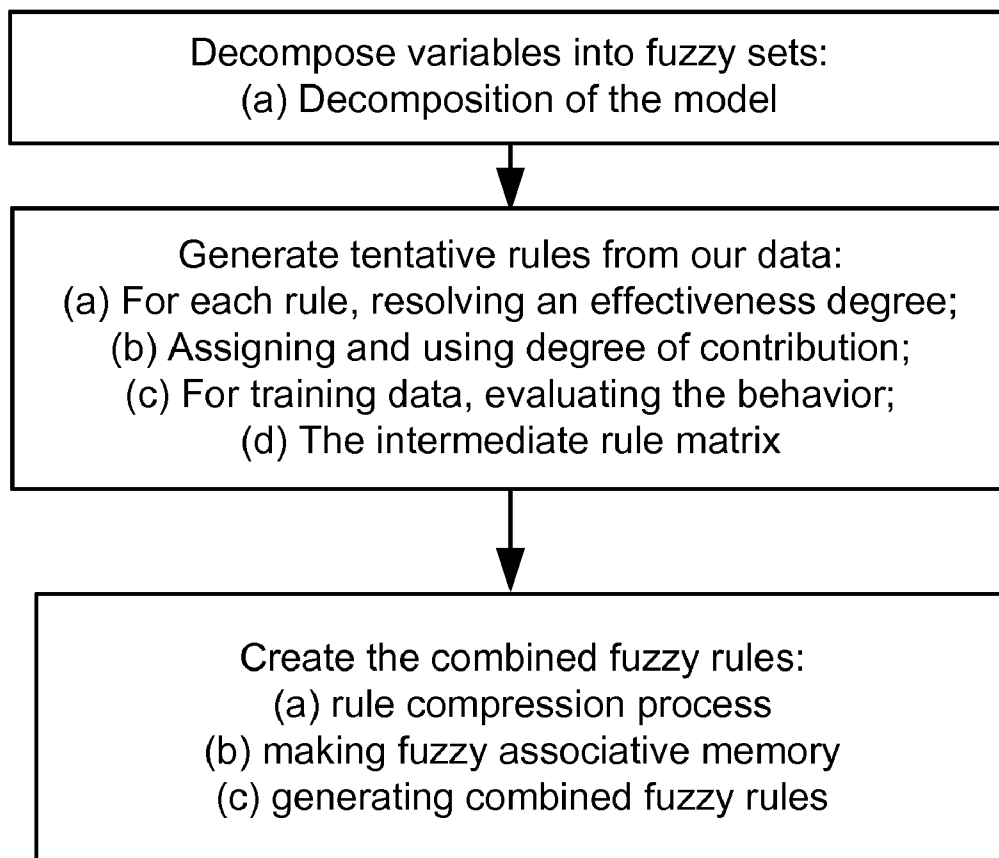 Decompose variables into fuzzy sets:
(a) Decomposition of the model
Generate tentative rules from our data:
(a) For each rule, resolving an effectiveness degree;
(b) Assigning and using degree of contribution;
(c) For training data, evaluating the behavior;
(d) The intermediate rule matrix
Create the combined fuzzy rules:
(a) rule compression process
(b) making fuzzy associative memory
(c) generating combined fuzzy rules